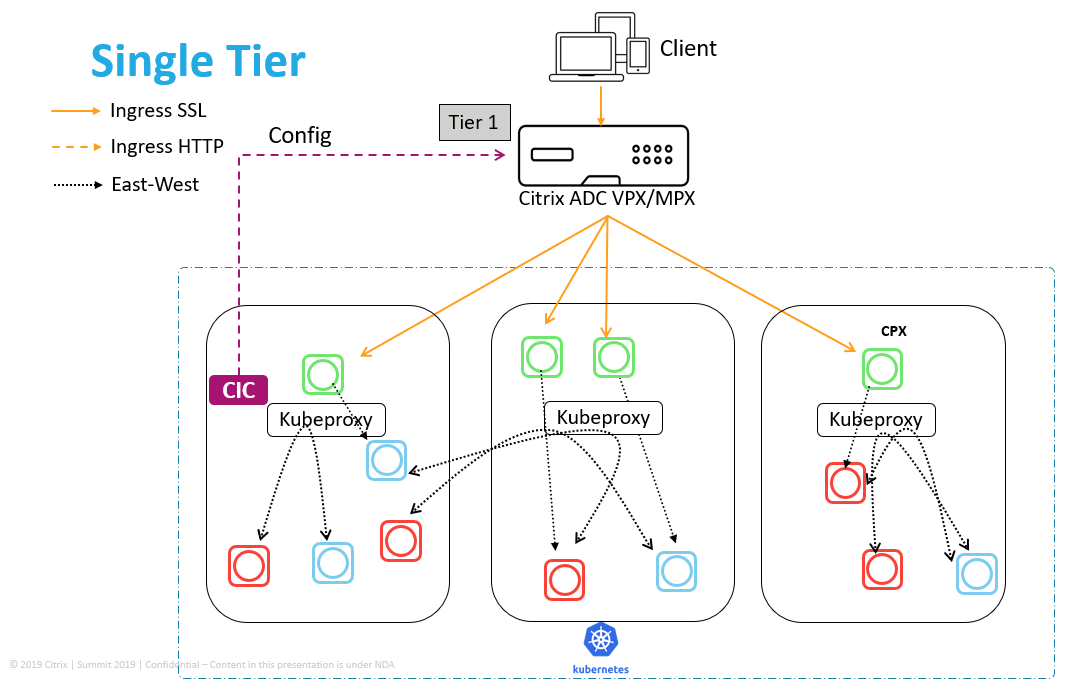 Single Tier
Client
Ingress SSL
Ingress HTTP
East-West
Config
Tier 1
Citrix ADC VPX/MPX
CPX
CIC
Kubeproxy
Kubeproxy
Kubeproxy
kubernetes
© 2019 Citrix | Summit 2019 | Confidential – Content in this presentation is under NDA